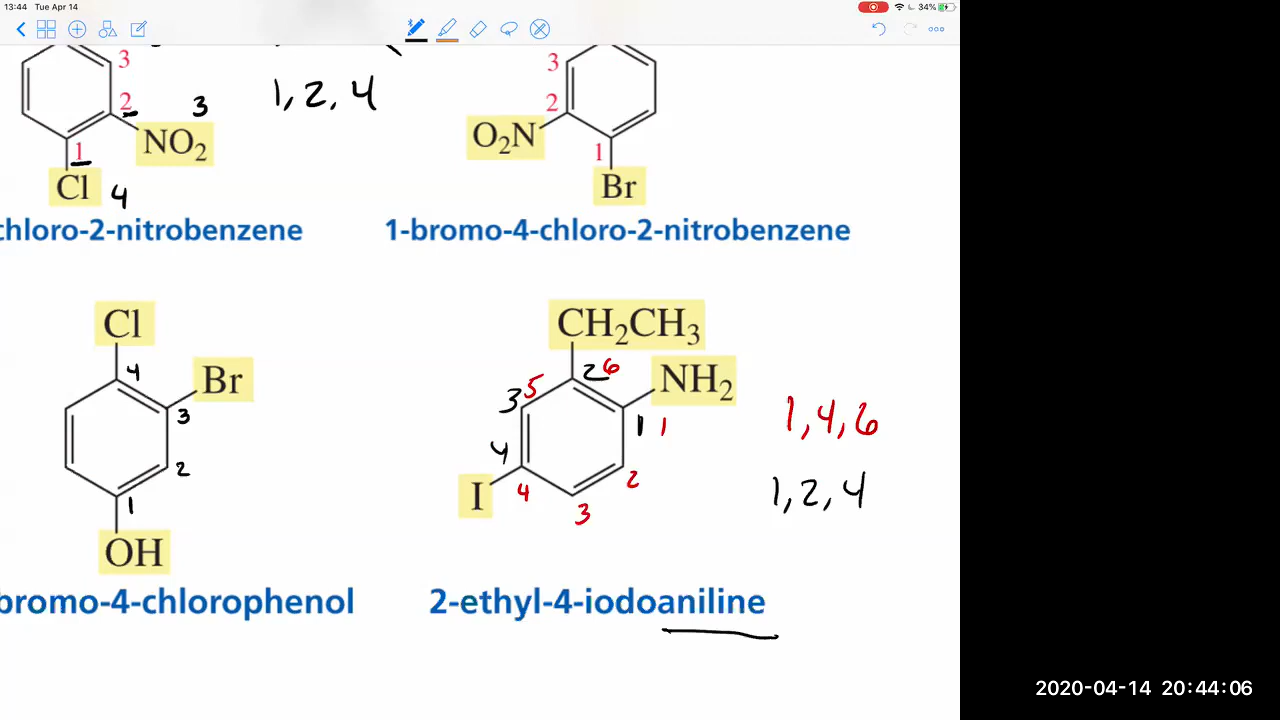 13:44 Tue Apr 14 34%
3
2
3
NO₂
1
Cl
4
1, 2, 4
3
2
O₂N
1
Br
chloro-2-nitrobenzene
1-bromo-4-chloro-2-nitrobenzene
Cl
4
Br
3
2
1
OH
CH₂CH₃
2 6
NH₂
3 5
1 1
4
I
4
2
3
1, 4, 6
1, 2, 4
bromo-4-chlorophenol
2-ethyl-4-iodoaniline
2020-04-14 20:44:06